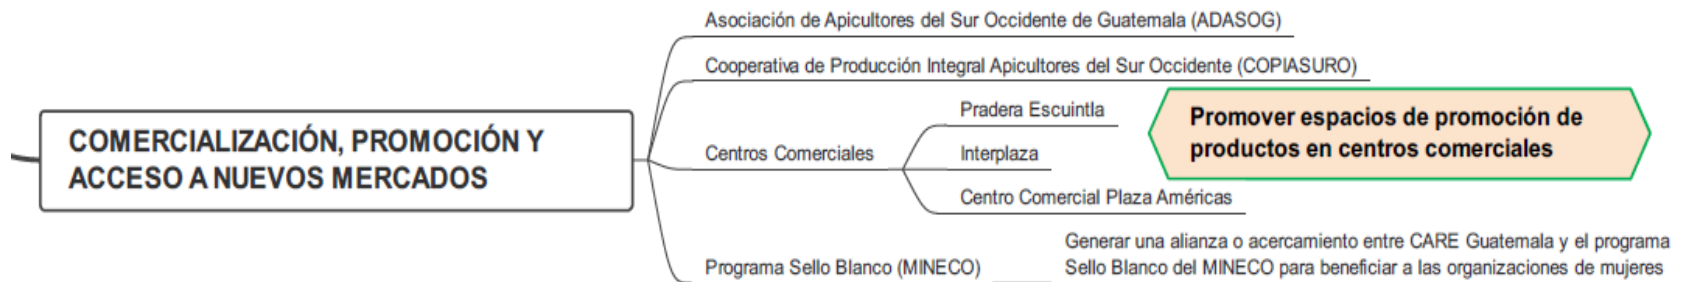 Asociación de Apicultores del Sur Occidente de Guatemala (ADASOG)
Cooperativa de Producción Integral Apicultores del Sur Occidente (COPIASURO)
COMERCIALIZACIÓN, PROMOCIÓN Y
ACCESO A NUEVOS MERCADOS
Centros Comerciales
Pradera Escuintla
Interplaza
Centro Comercial Plaza Américas
Promover espacios de promoción de
productos en centros comerciales
Programa Sello Blanco (MINECO)
Generar una alianza o acercamiento entre CARE Guatemala y el programa
Sello Blanco del MINECO para beneficiar a las organizaciones de mujeres